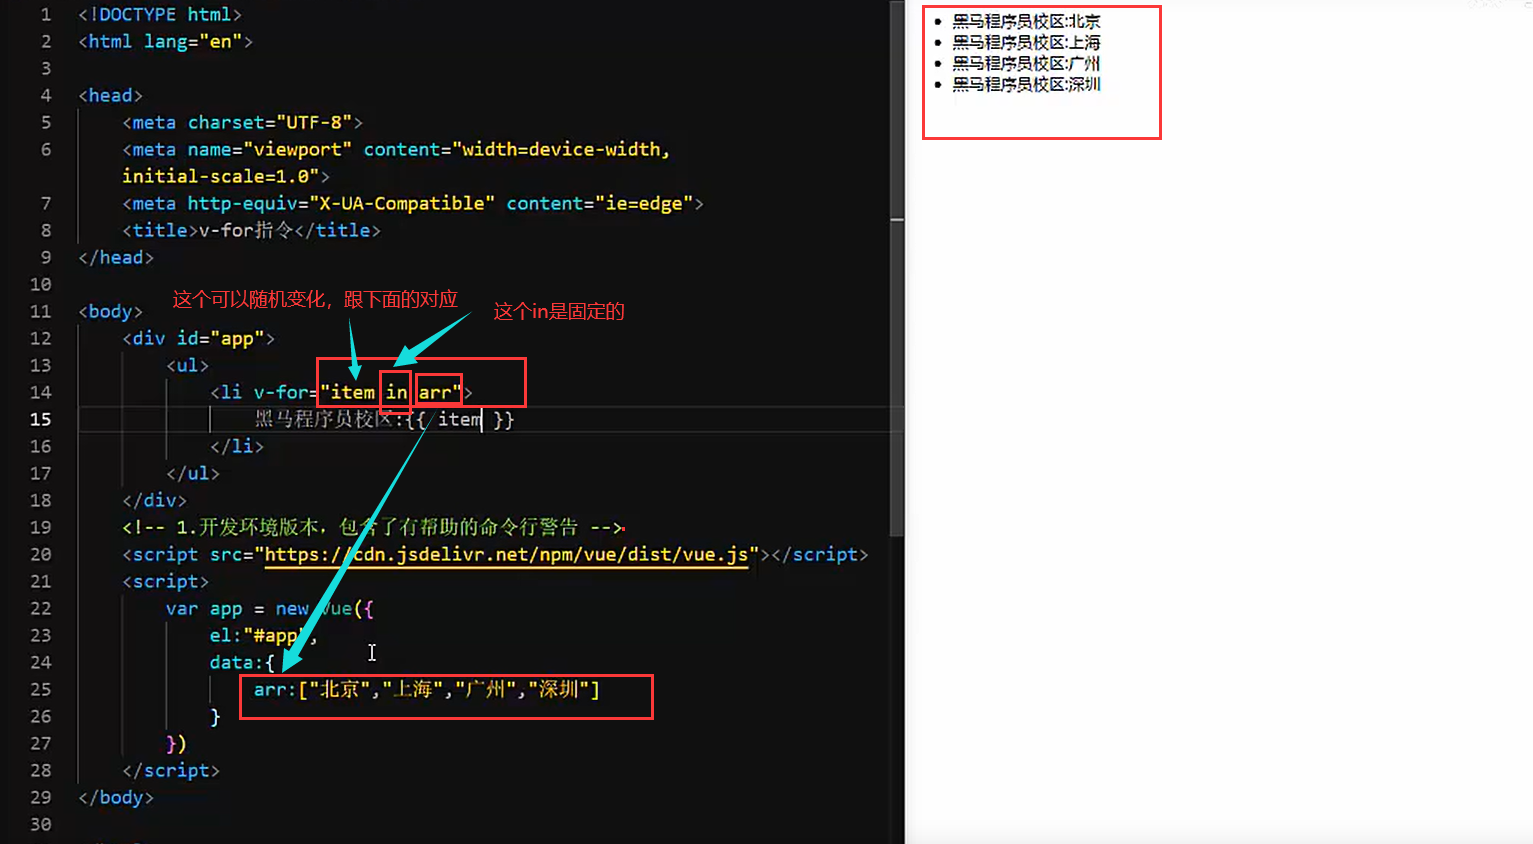 1 <!DOCTYPE html>
2 <html lang="en">
3
4 <head>
5 <meta charset="UTF-8">
6 <meta name="viewport" content="width=device-width,
initial-scale=1.0">
7 <meta http-equiv="X-UA-Compatible" content="ie=edge">
8 <title>v-for指令</title>
9 </head>
10
这个可以随机变化，跟下面的对应
这个in是固定的
11 <body>
12 <div id="app">
13 <ul>
14 <li v-for="item in arr">
15 黑马程序员校区:{{ item }}
16 </li>
17 </ul>
18 </div>
19 <!-- 1.开发环境版本，包含了有帮助的命令行警告 -->
20 <script src="https://cdn.jsdelivr.net/npm/vue/dist/vue.js"></script>
21 <script>
22 var app = new Vue({
23 el:"#app",
24 data:{
25 arr:["北京","上海","广州","深圳"]
26 }
27 })
28 </script>
29 </body>
30
黑马程序员校区:北京
黑马程序员校区:上海
黑马程序员校区:广州
黑马程序员校区:深圳